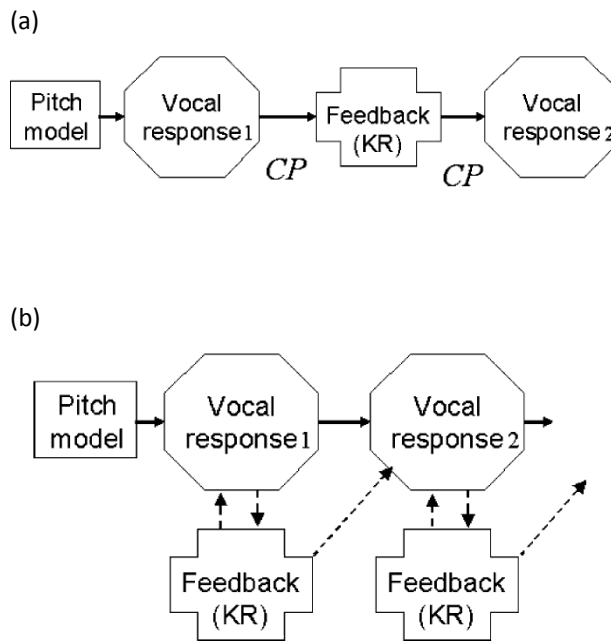 (a)
Pitch
model
Vocal
response1
CP
Feedback
(KR)
CP
Vocal
response2
(b)
Pitch
model
Vocal
response1
Vocal
response2
Feedback
(KR)
Feedback
(KR)